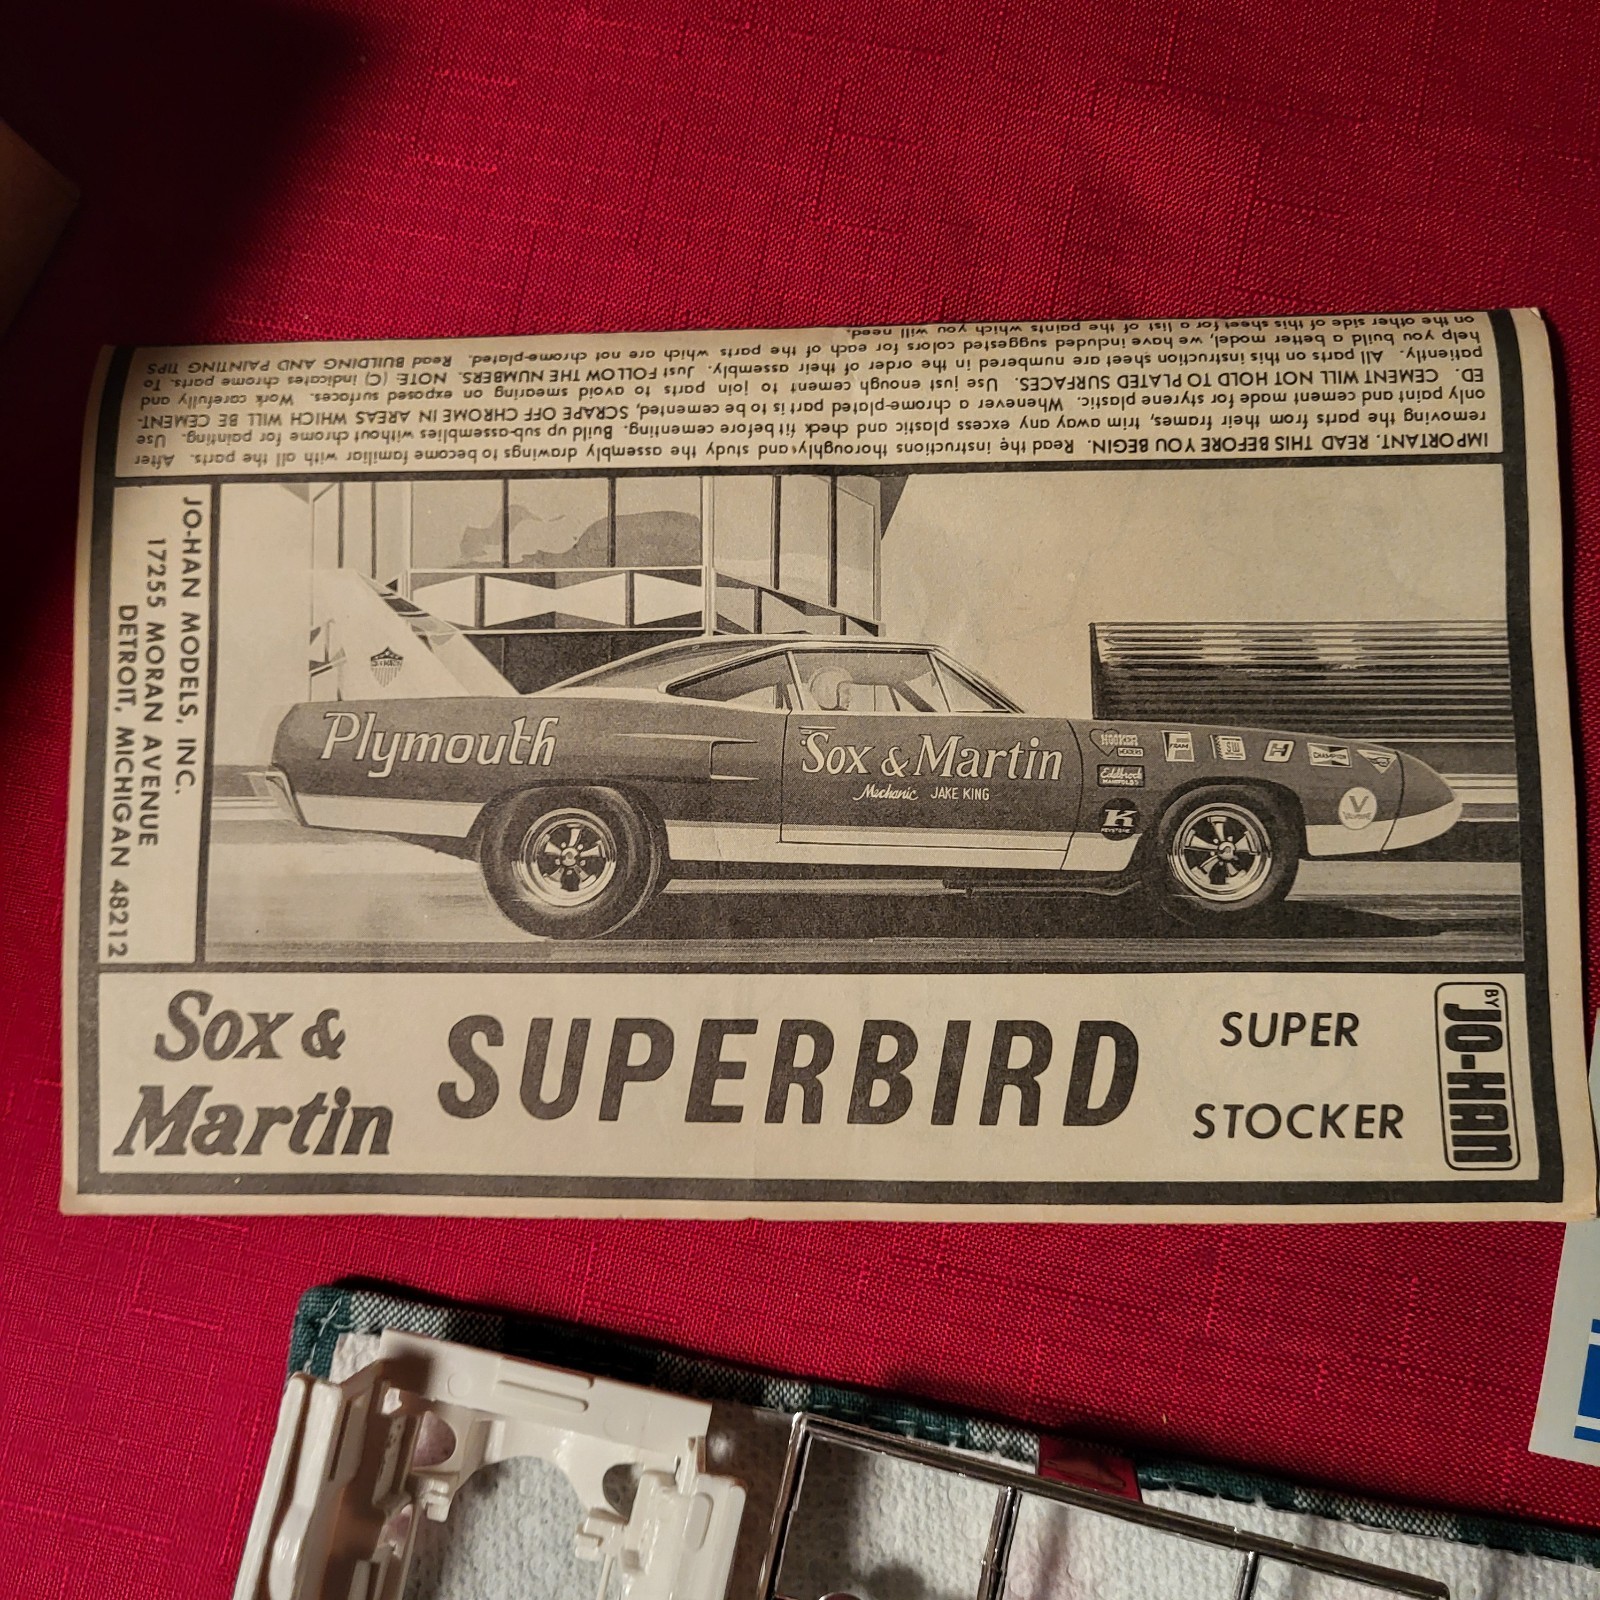 IMPORTANT. READ THIS BEFORE YOU BEGIN. Read the instructions thoroughly and study the assembly drawings to become familiar with all the parts. After
removing the parts from their frames, trim away any excess plastic and check fit before cementing. Build up sub-assemblies without chrome for painting. Use
only paint and cement made for styrene plastic. Whenever a chrome-plated part is to be cemented, SCRAPE OFF CHROME IN AREAS WHICH WILL BE CEMENT-
ED. CEMENT WILL NOT HOLD TO PLATED SURFACES. Use just enough cement to join parts to avoid smearing on exposed surfaces. Work carefully and
patiently. All parts on this instruction sheet are numbered in the order of their assembly. Just FOLLOW THE NUMBERS. NOTE (C) indicates chrome parts. To
help you build a better model, we have included suggested colors for each of the parts which are not chrome-plated. Read BUILDING AND PAINTING TIPS
on the other side of this sheet for a list of the paints which you will need.
JO-HAN MODELS, INC.
17255 MORAN AVENUE
DETROIT, MICHIGAN 48212
Plymouth
Sox & Martin
Mechanic JAKE KING
HOOKER
HEADERS
Edelbrock
MANIFOLDS
K
KEYSTONE
FRAM
SW
H
CHAMPION
V
VALVOLINE
Sox &
Martin
SUPERBIRD
SUPER
STOCKER
BY
JO-HAN